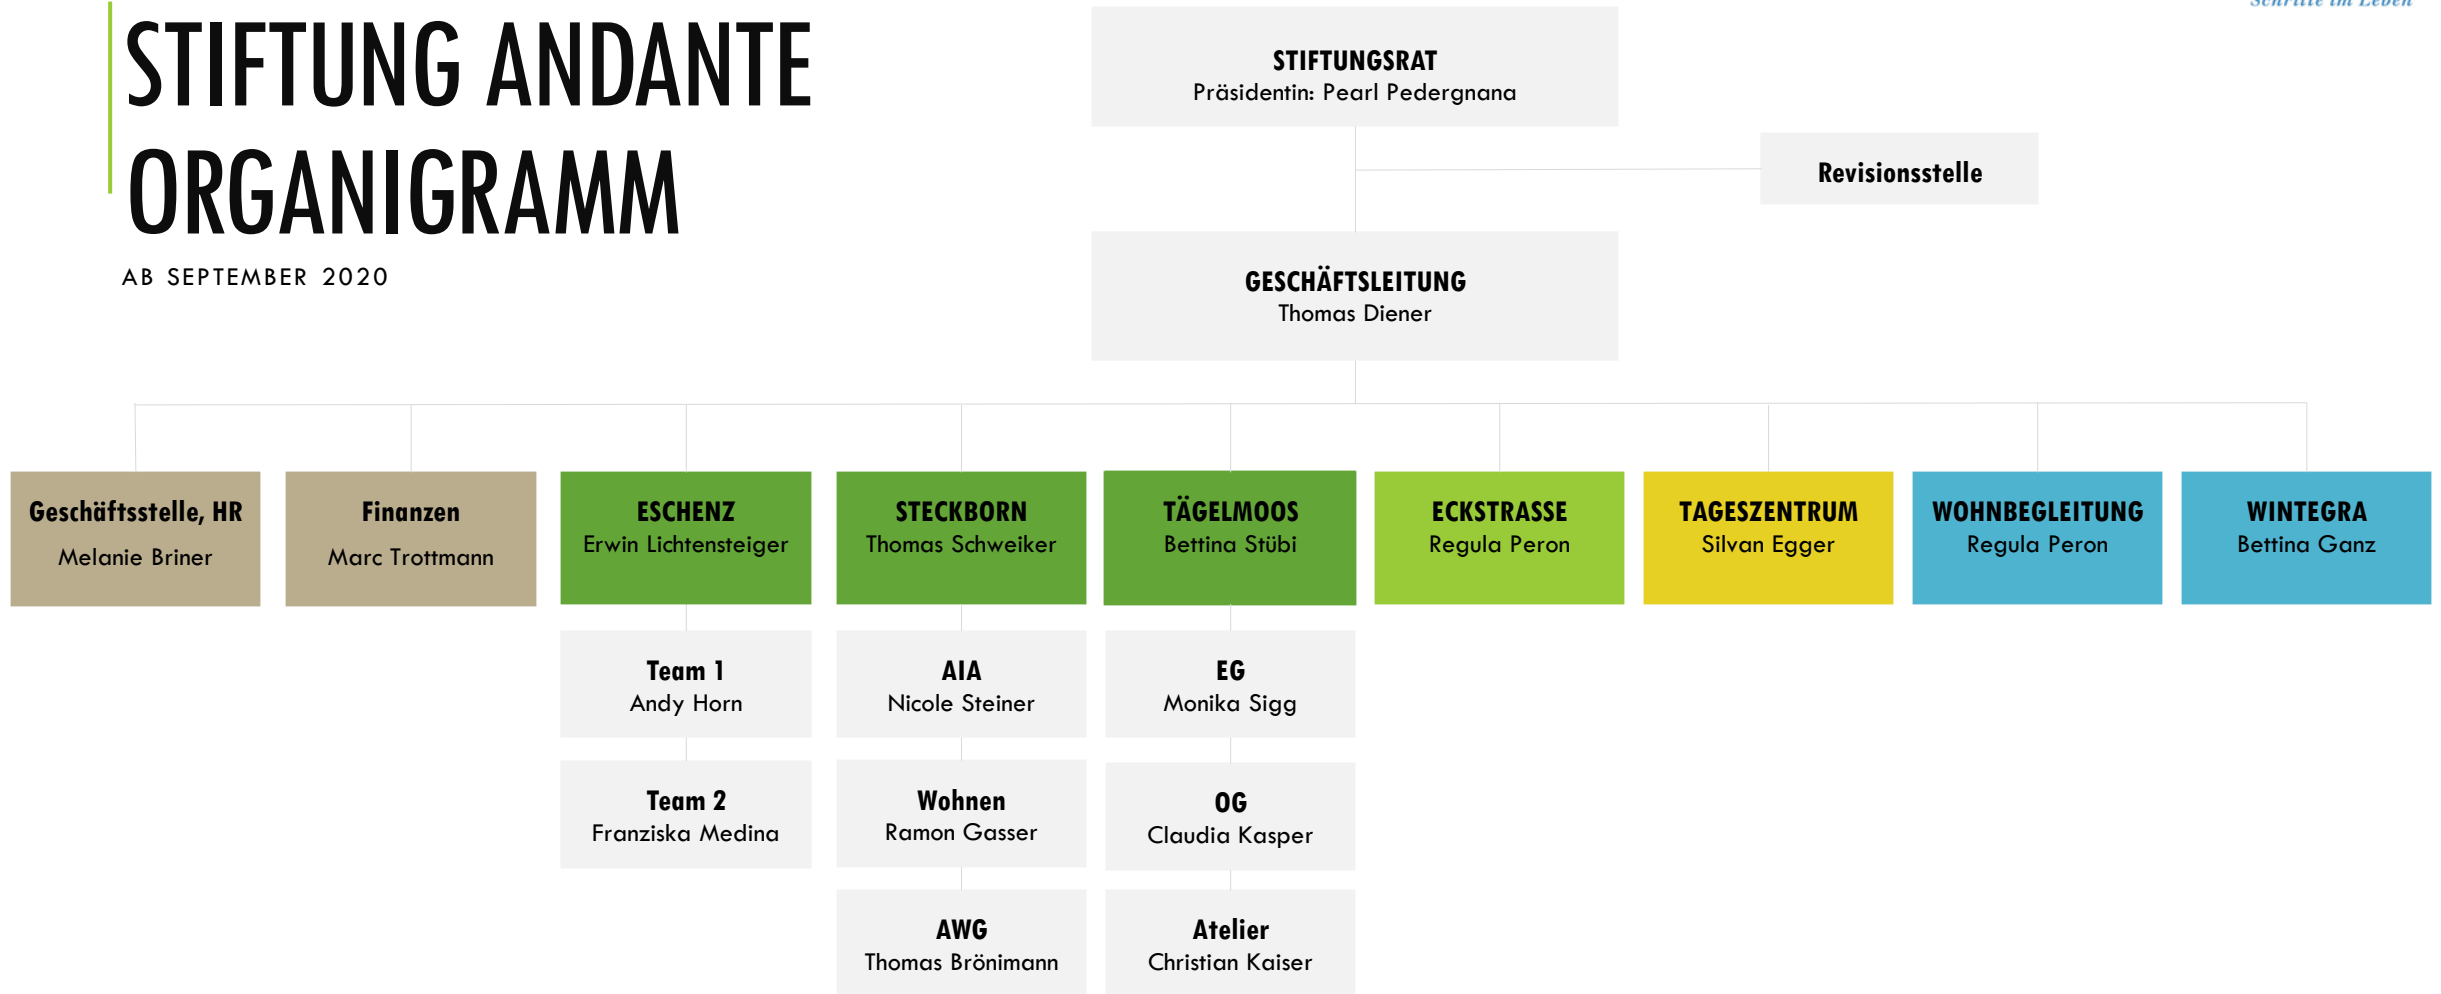 STIFTUNG ANDANTE
ORGANIGRAMM
AB SEPTEMBER 2020
Schritte im Leben
STIFTUNGSRAT
Präsidentin: Pearl Pedergnana
Revisionsstelle
GESCHÄFTSLEITUNG
Thomas Diener
Geschäftsstelle, HR
Melanie Briner
Finanzen
Marc Trottmann
ESCHENZ
Erwin Lichtensteiger
STECKBORN
Thomas Schweiker
TÄGELMOOS
Bettina Stübi
ECKSTRASSE
Regula Peron
TAGESZENTRUM
Silvan Egger
WOHNBEGLEITUNG
Regula Peron
WINTEGRA
Bettina Ganz
Team 1
Andy Horn
Team 2
Franziska Medina
AIA
Nicole Steiner
Wohnen
Ramon Gasser
AWG
Thomas Brönimann
EG
Monika Sigg
OG
Claudia Kasper
Atelier
Christian Kaiser